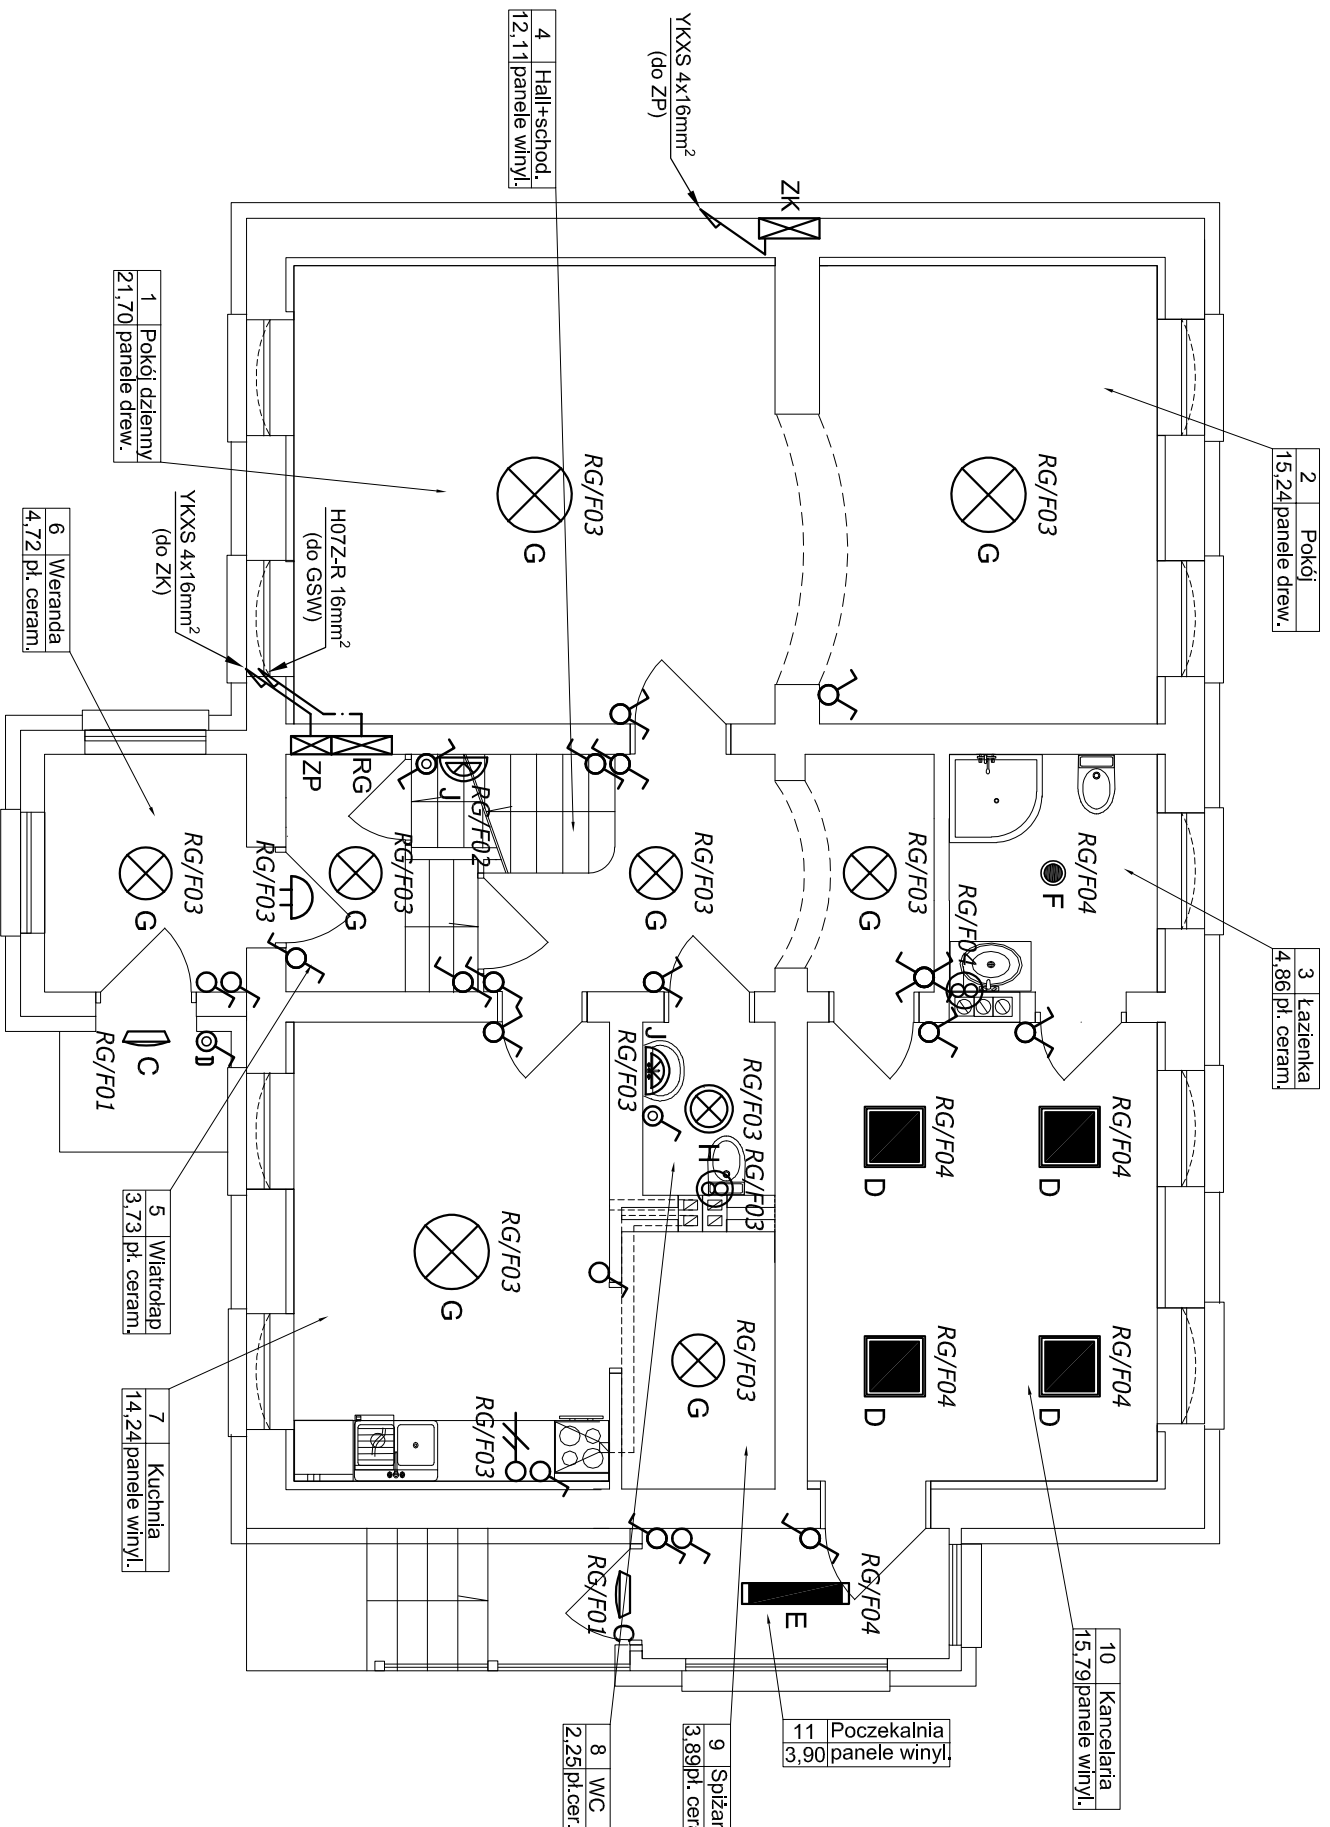 2 Pokój
15,24 panele drew.
3 Łazienka
4,86 pł. ceram.
10 Kancelaria
15,79 panele winyl.
11 Poczekalnia
3,90 panele winyl.
9
3,89 pł.
8 WC
2,25 pł.cer.
4 Hall+schod.
12,11 panele winyl.
YKXS 4x16mm²
(do ZP)
ZK
1 Pokój dzienny
21,70 panele drew.
6 Weranda
4,72 pł. ceram.
YKXS 4x16mm²
(do ZK)
H07Z-R 16mm²
(do GSW)
5 Wiatrołap
3,73 pł. ceram.
7 Kuchnia
14,24 panele winyl.
RG/F03
G
RG/F03
G
RG/F04
F
RG/F04
RG/F03
G
RG/F03
G
RG/F02
J
RG
ZP
RG/F03
G
RG/F03
RG/F03
G
RG/F01
C
D
RG/F04
D
RG/F04
D
RG/F04
D
RG/F04
D
RG/F03
J
RG/F03
H
RG/F03
RG/F03
G
RG/F03
G
RG/F03
RG/F04
E
RG/F01
C